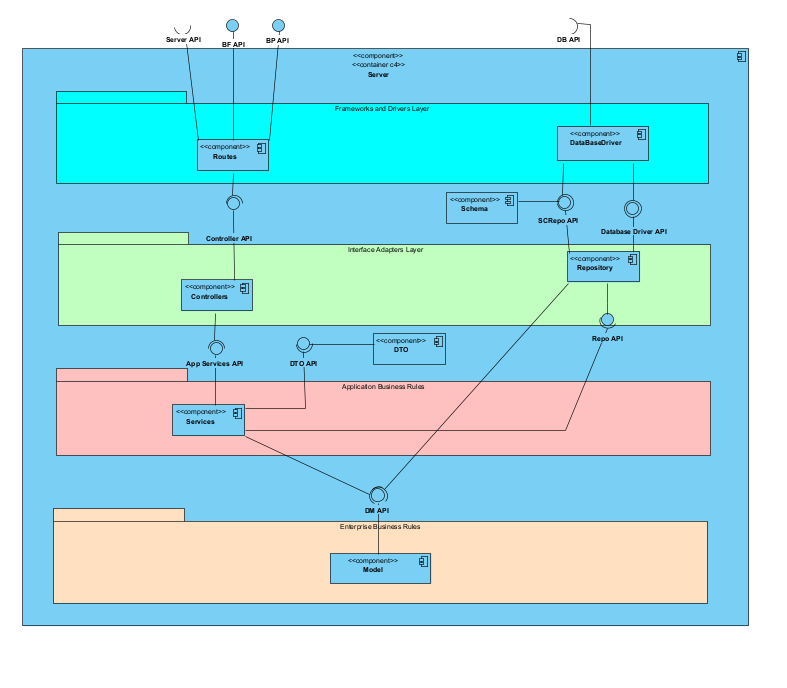 Server API
BF API
BP API
DB API
<<component>>
<<container c4>>
Server
Frameworks and Drivers Layer
<<component>>
Routes
<<component>>
DataBaseDriver
<<component>>
Schema
SCRepo API
Database Driver API
Controller API
Interface Adapters Layer
<<component>>
Repository
<<component>>
Controllers
Repo API
<<component>>
DTO
App Services API
DTO API
Application Business Rules
<<component>>
Services
DM API
Enterprise Business Rules
<<component>>
Model